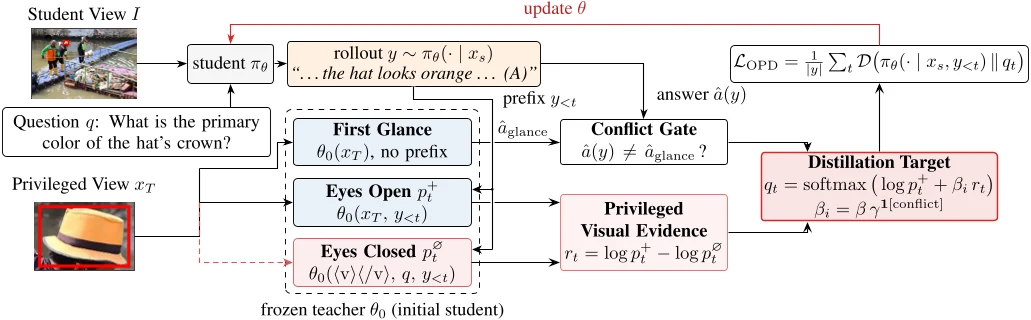 update θ
Student View I
student π_θ
rollout y ∼ π_θ(· | x_s)
“…the hat looks orange … (A)”
L_OPD = 1/|y| ∑_t D(π_θ(· | x_s, y_{<t}) ∥ q_t)
prefix y_{<t}
answer â(y)
Question q: What is the primary
color of the hat's crown?
First Glance
θ_0(x_T), no prefix
â_glance
Conflict Gate
â(y) ≠ â_glance ?
Privileged View x_T
Eyes Open p_t^+
θ_0(x_T, y_{<t})
Distillation Target
q_t = softmax (log p_t^+ + β_i r_t)
β_i = β γ^{1[conflict]}
Privileged
Visual Evidence
r_t = log p_t^+ − log p_t^∅
Eyes Closed p_t^∅
θ_0(⟨v⟩⟨/v⟩, q, y_{<t})
frozen teacher θ_0 (initial student)